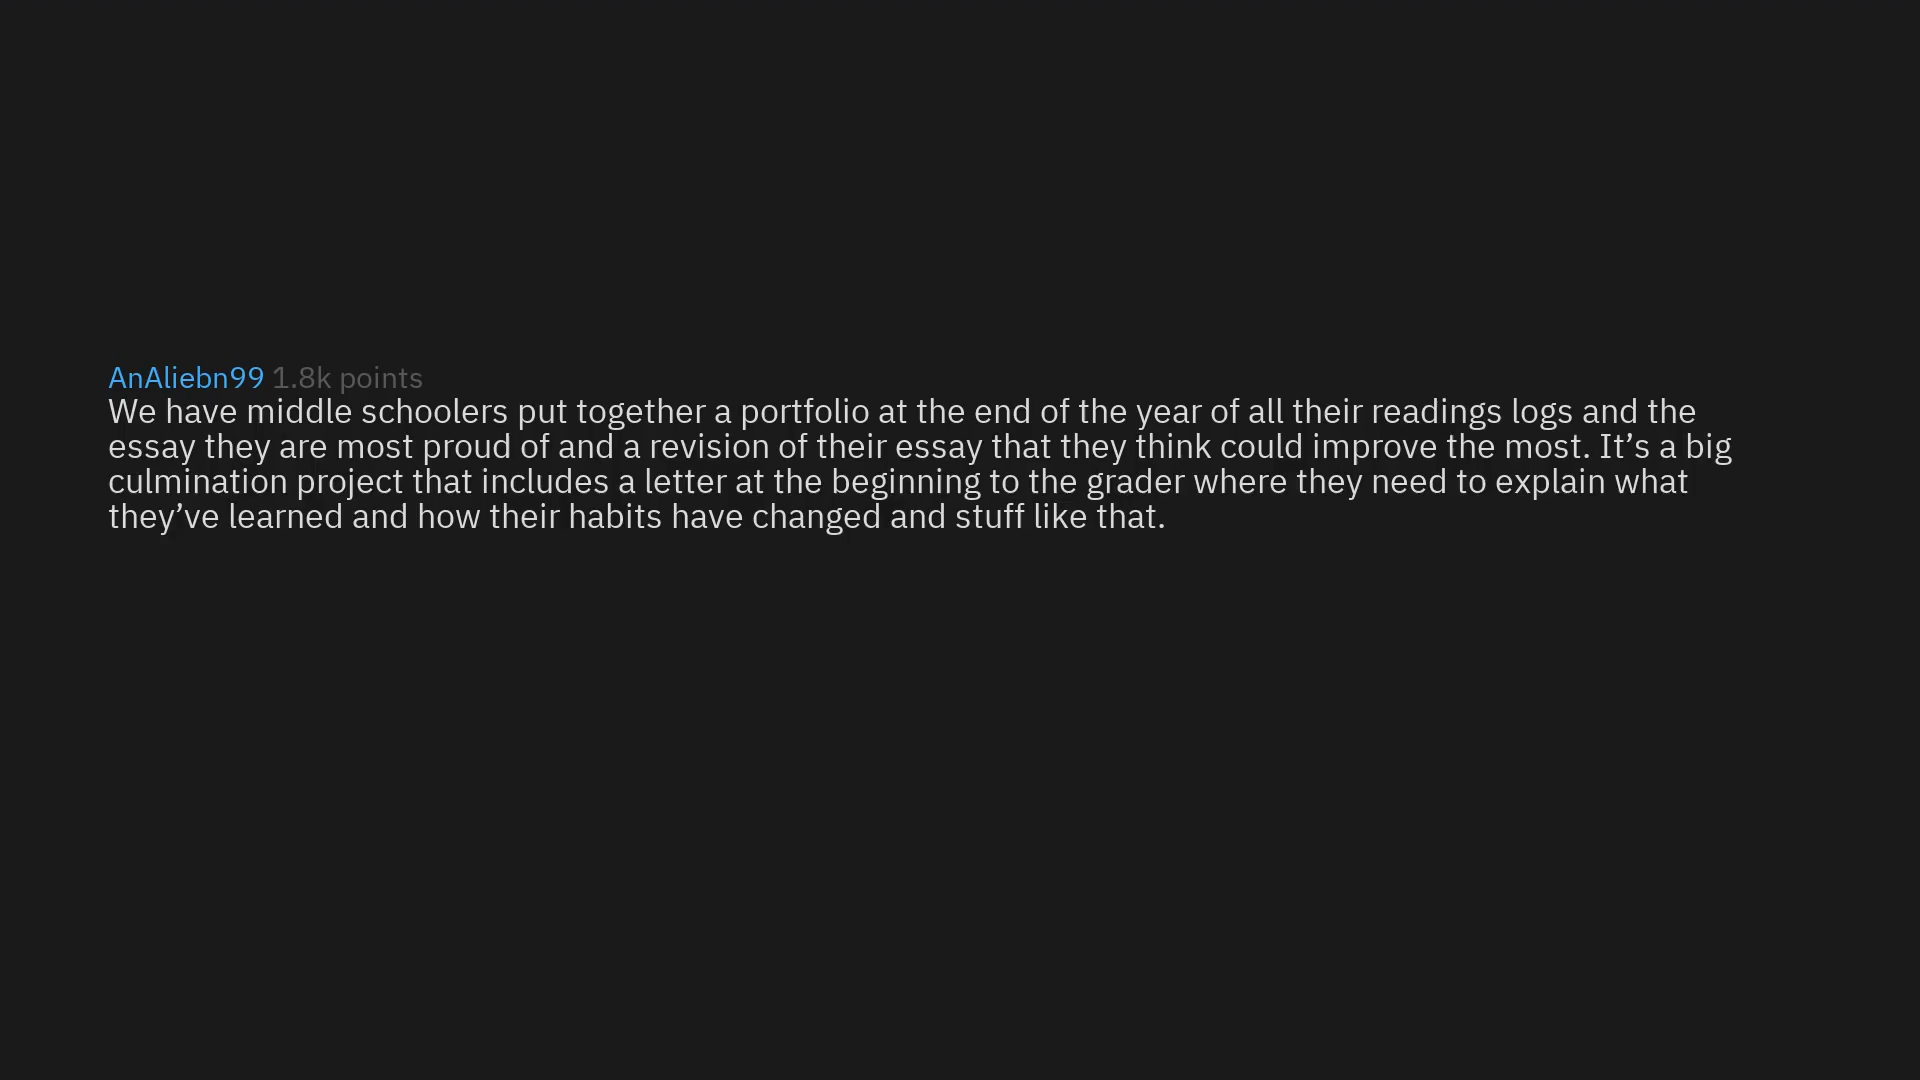 AnAliebn99 1.8k points
We have middle schoolers put together a portfolio at the end of the year of all their readings logs and the
essay they are most proud of and a revision of their essay that they think could improve the most. It’s a big
culmination project that includes a letter at the beginning to the grader where they need to explain what
they’ve learned and how their habits have changed and stuff like that.